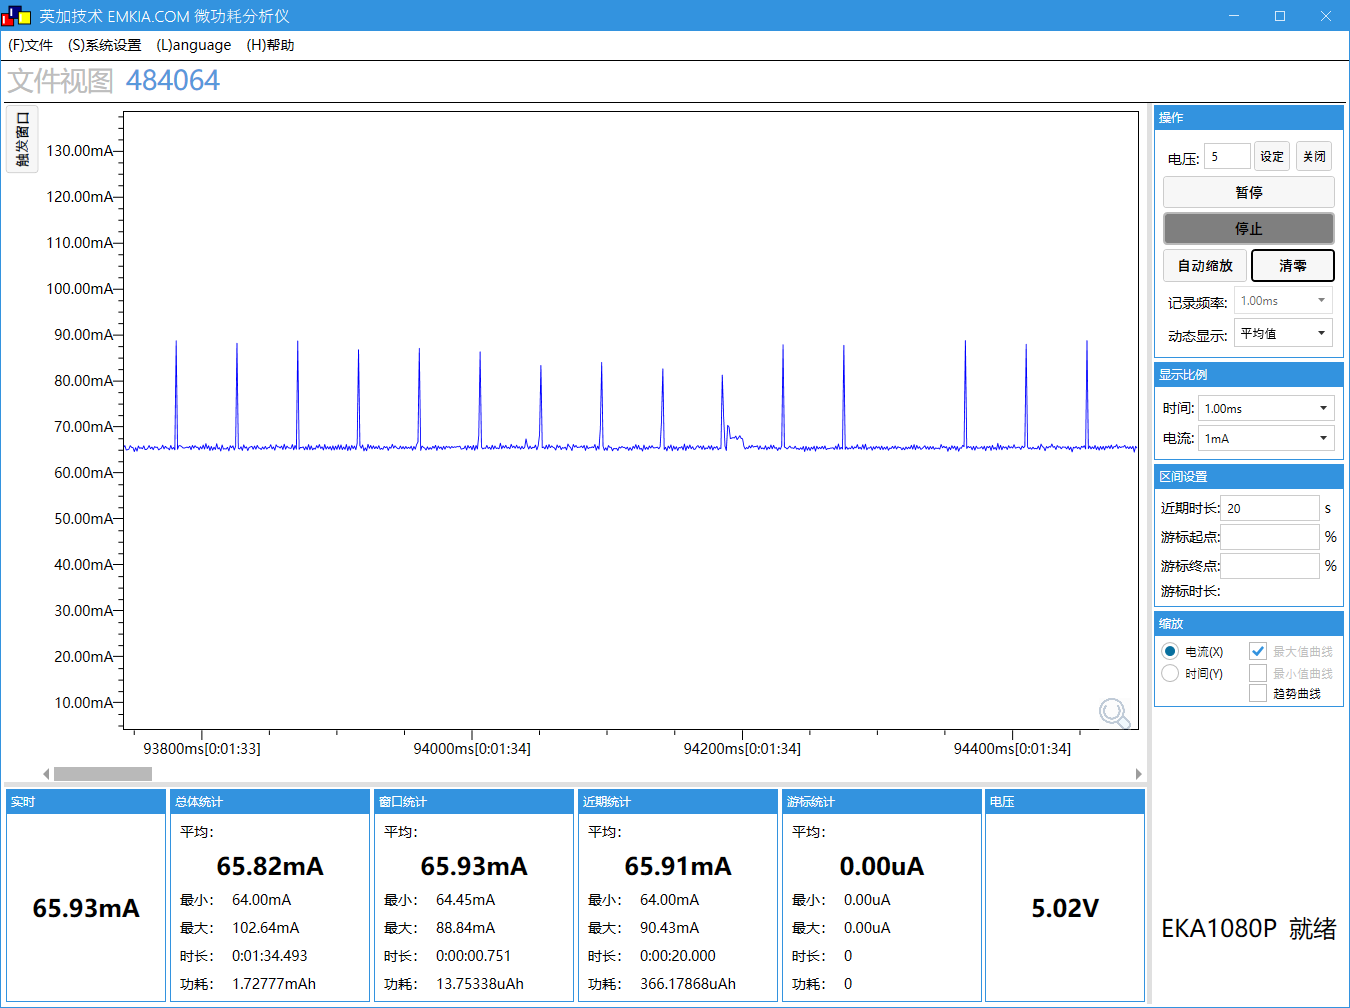 英加技术 EMKIA.COM 微功耗分析仪
(F)文件 (S)系统设置 (L)anguage (H)帮助
文件视图 484064
触发窗口
130.00mA
120.00mA
110.00mA
100.00mA
90.00mA
80.00mA
70.00mA
60.00mA
50.00mA
40.00mA
30.00mA
20.00mA
10.00mA
93800ms[0:01:33] 94000ms[0:01:34] 94200ms[0:01:34] 94400ms[0:01:34]
操作
电压: 5 设定 关闭
暂停
停止
自动缩放 清零
记录频率: 1.00ms
动态显示: 平均值
显示比例
时间: 1.00ms
电流: 1mA
区间设置
近期时长: 20 s
游标起点: %
游标终点: %
游标时长:
缩放
电流(X) 最大值曲线
时间(Y) 最小值曲线
趋势曲线
实时
65.93mA
总体统计
平均:
65.82mA
最小: 64.00mA
最大: 102.64mA
时长: 0:01:34.493
功耗: 1.72777mAh
窗口统计
平均:
65.93mA
最小: 64.45mA
最大: 88.84mA
时长: 0:00:00.751
功耗: 13.75338uAh
近期统计
平均:
65.91mA
最小: 64.00mA
最大: 90.43mA
时长: 0:00:20.000
功耗: 366.17868uAh
游标统计
平均:
0.00uA
最小: 0.00uA
最大: 0.00uA
时长: 0
功耗: 0
电压
5.02V
EKA1080P 就绪